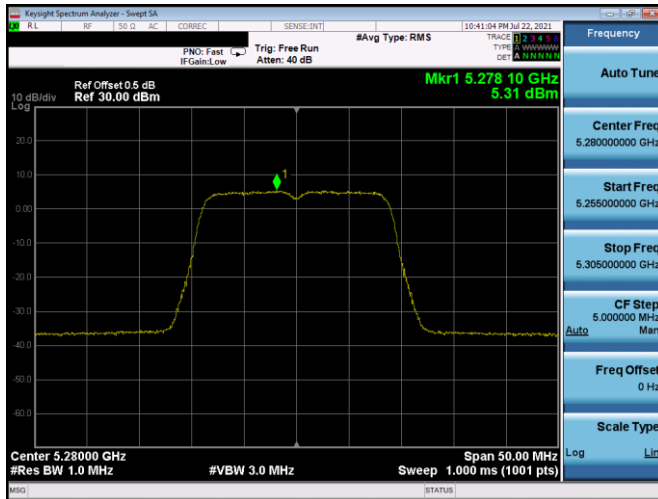 Keysight Spectrum Analyzer - Swept SA
RL RF 50 Ω AC CORREC SENSE:INT 10:41:04 PM Jul 22, 2021
#Avg Type: RMS
TRACE 1 2 3 4 5 6
TYPE A WWWWW
DET A N N N N N
PNO: Fast
IFGain:Low
Trig: Free Run
Atten: 40 dB
Mkr1 5.278 10 GHz
5.31 dBm
Ref Offset 0.5 dB
Ref 30.00 dBm
10 dB/div
Log
20.0
10.0
0.00
-10.0
-20.0
-30.0
-40.0
-50.0
-60.0
1
Center 5.28000 GHz
#Res BW 1.0 MHz
#VBW 3.0 MHz
Span 50.00 MHz
Sweep 1.000 ms (1001 pts)
MSG
STATUS
Frequency
Auto Tune
Center Freq
5.280000000 GHz
Start Freq
5.255000000 GHz
Stop Freq
5.305000000 GHz
CF Step
5.000000 MHz
Auto Man
Freq Offset
0 Hz
Scale Type
Log Lin